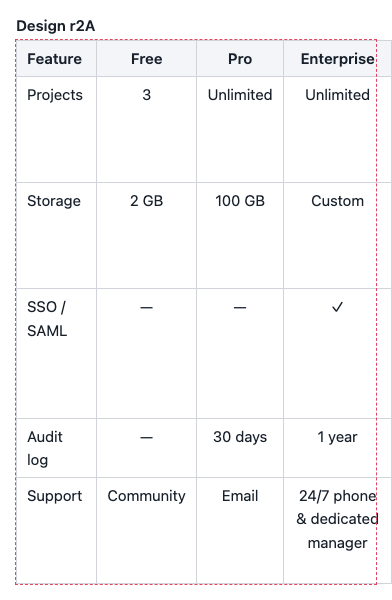 Design r2A
Feature Free Pro Enterprise
Projects 3 Unlimited Unlimited
Storage 2 GB 100 GB Custom
SSO / — — ✓
SAML
Audit — 30 days 1 year
log
Support Community Email 24/7 phone
& dedicated
manager